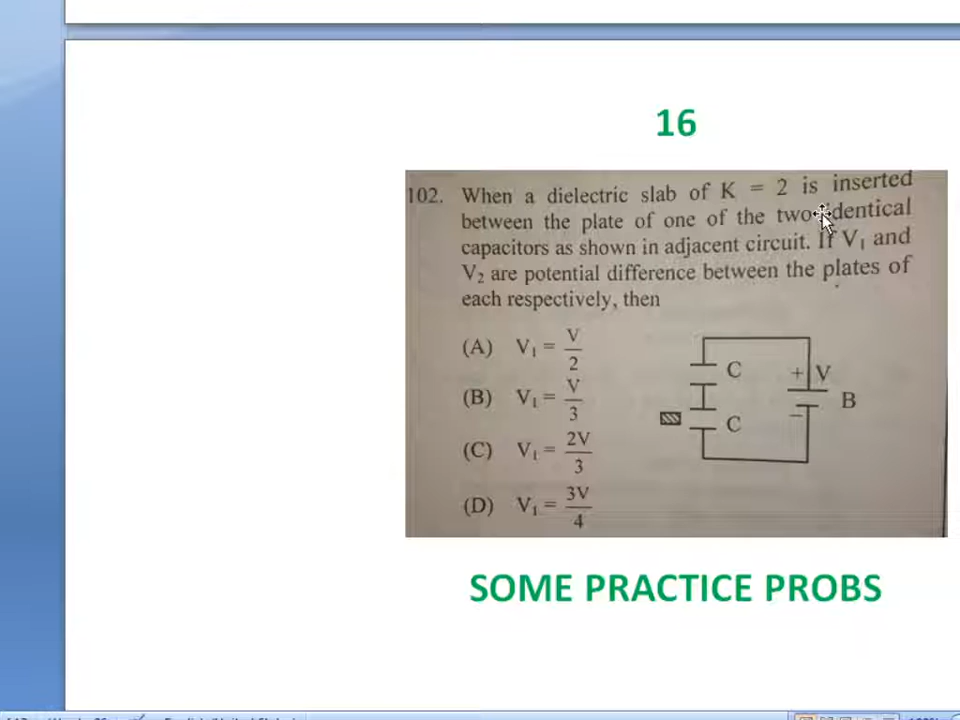 16
102. When a dielectric slab of K = 2 is inserted
between the plate of one of the two identical
capacitors as shown in adjacent circuit. If V₁ and
V₂ are potential difference between the plates of
each respectively, then
(A) V₁ = V/2
(B) V₁ = V/3
(C) V₁ = 2V/3
(D) V₁ = 3V/4
C
+ V
B
−
C
SOME PRACTICE PROBS